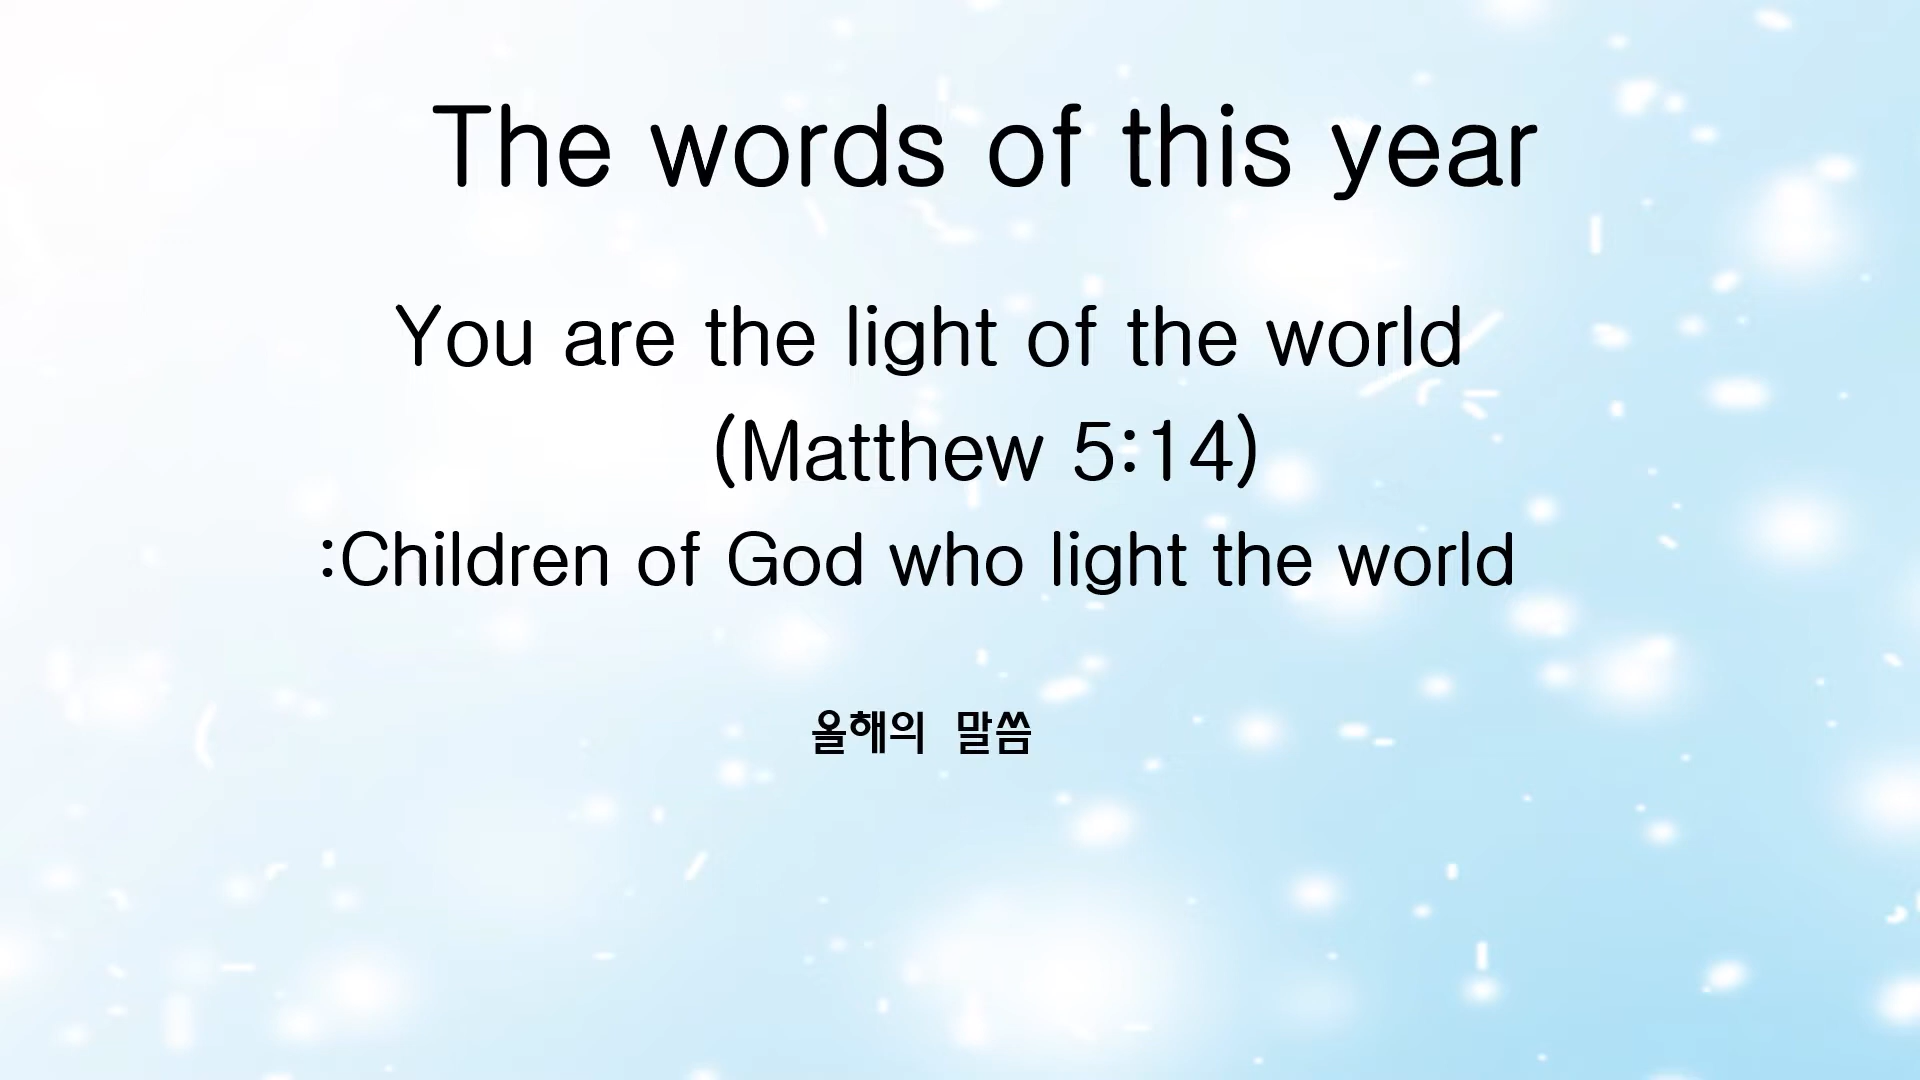 The words of this year
You are the light of the world
(Matthew 5:14)
:Children of God who light the world
올해의 말씀